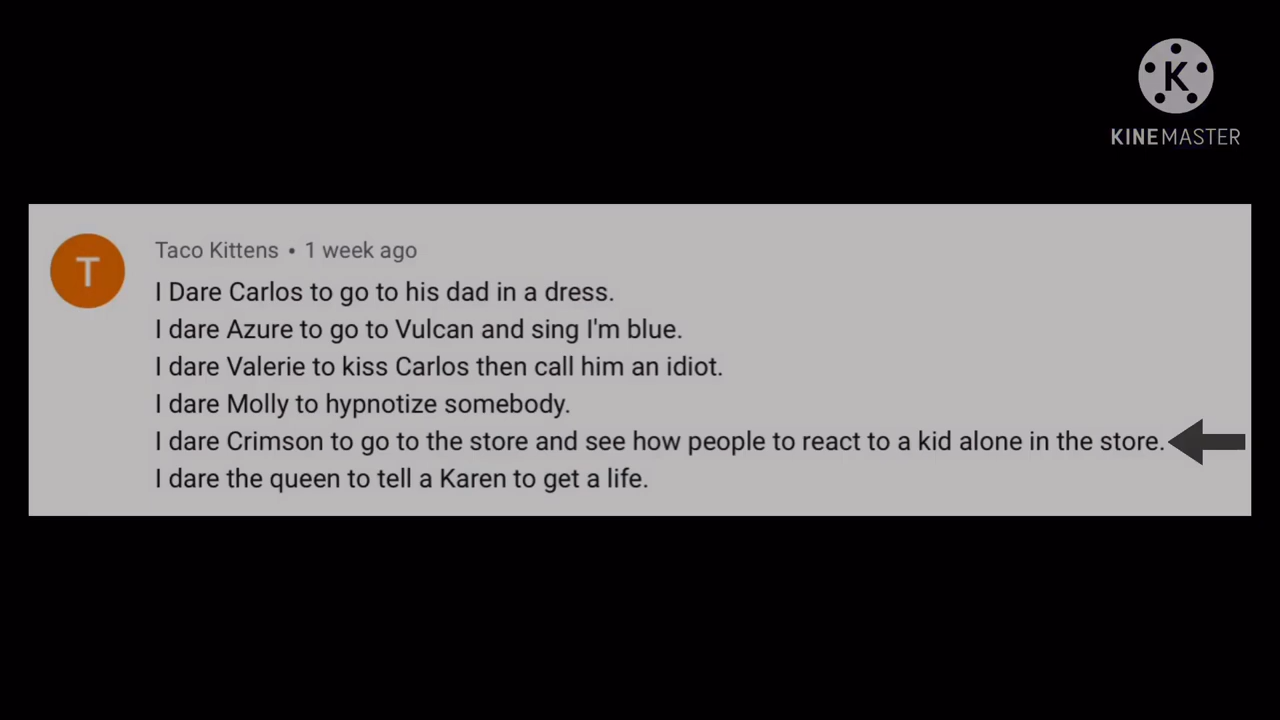 K
KINEMASTER
T
Taco Kittens • 1 week ago
I Dare Carlos to go to his dad in a dress.
I dare Azure to go to Vulcan and sing I'm blue.
I dare Valerie to kiss Carlos then call him an idiot.
I dare Molly to hypnotize somebody.
I dare Crimson to go to the store and see how people to react to a kid alone in the store.
I dare the queen to tell a Karen to get a life.